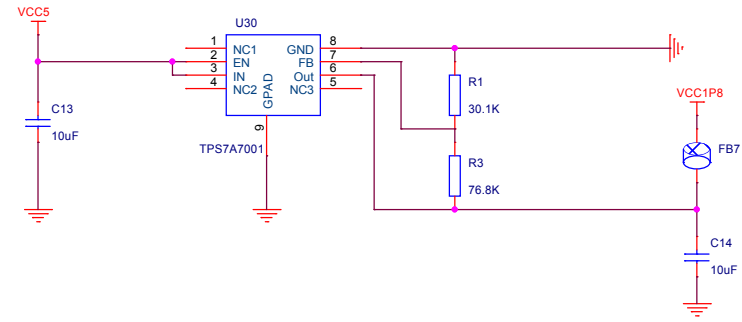 VCC5
U30
1 NC1 GND 8
2 EN FB 7
3 IN Out 6
4 NC2 NC3 5
GPAD
9
TPS7A7001
C13
10uF
R1
30.1K
R3
76.8K
VCC1P8
FB7
C14
10uF